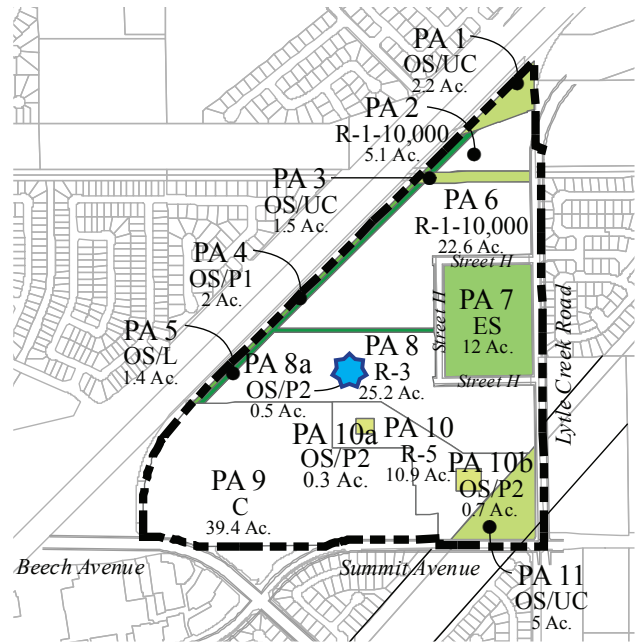 PA 1
OS/UC
2.2 Ac.
PA 2
R-1-10,000
5.1 Ac.
PA 3
OS/UC
1.5 Ac.
PA 6
R-1-10,000
22.6 Ac.
Street H
PA 4
OS/P1
2 Ac.
Street H
PA 7
ES
12 Ac.
Lytle Creek Road
PA 5
OS/L
1.4 Ac.
PA 8a
OS/P2
0.5 Ac.
PA 8
R-3
25.2 Ac.
Street H
PA 10a
OS/P2
0.3 Ac.
PA 10
R-5
10.9 Ac.
PA 10b
OS/P2
0.7 Ac.
PA 9
C
39.4 Ac.
Beech Avenue
Summit Avenue
PA 11
OS/UC
5 Ac.